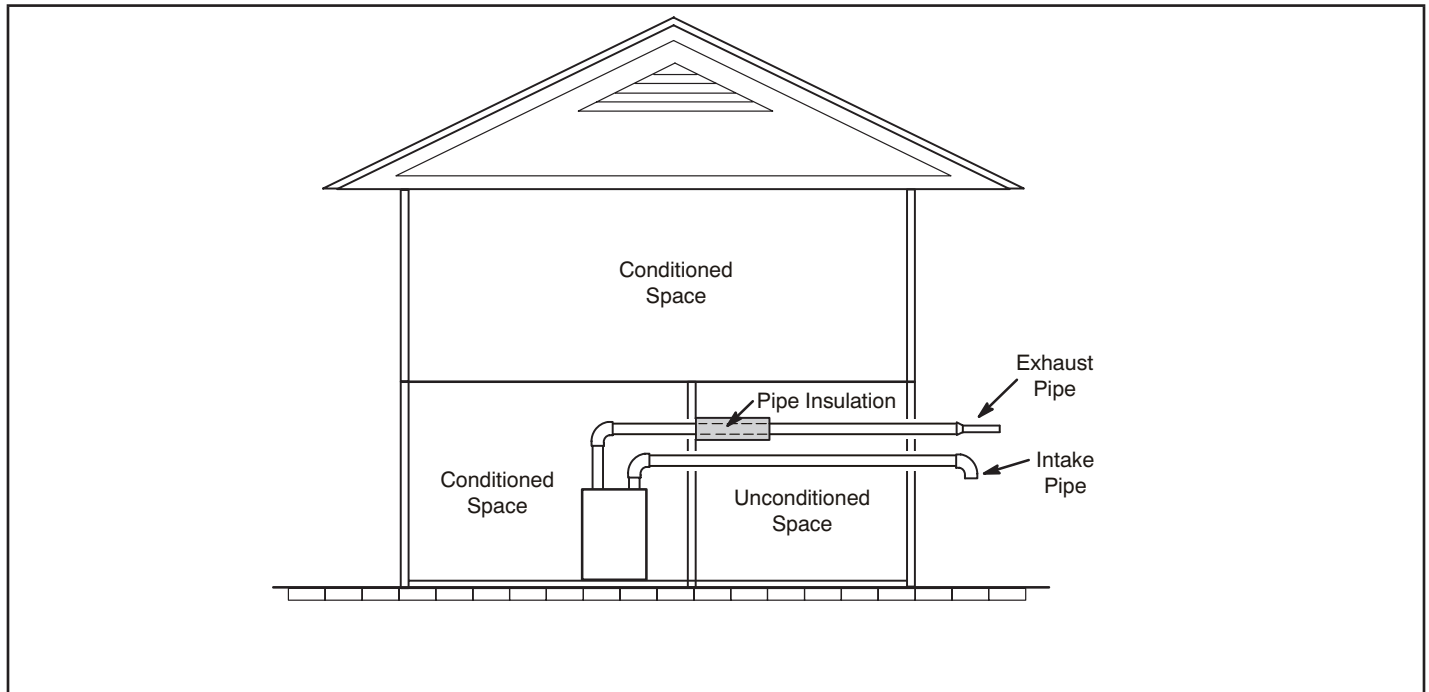 Conditioned
Space
Exhaust
Pipe
Pipe Insulation
Intake
Pipe
Conditioned
Space
Unconditioned
Space